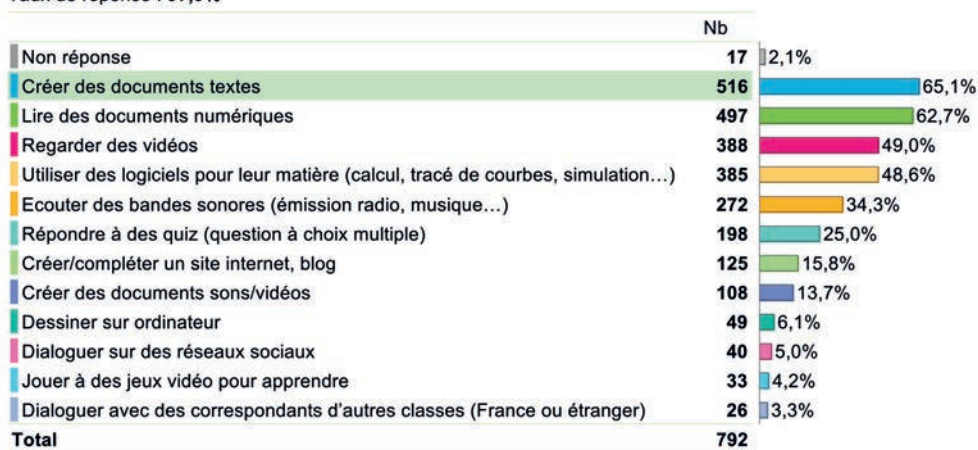 Nb
Non réponse 17 2,1%
Créer des documents textes 516 65,1%
Lire des documents numériques 497 62,7%
Regarder des vidéos 388 49,0%
Utiliser des logiciels pour leur matière (calcul, tracé de courbes, simulation…) 385 48,6%
Ecouter des bandes sonores (émission radio, musique…) 272 34,3%
Répondre à des quiz (question à choix multiple) 198 25,0%
Créer/compléter un site internet, blog 125 15,8%
Créer des documents sons/vidéos 108 13,7%
Dessiner sur ordinateur 49 6,1%
Dialoguer sur des réseaux sociaux 40 5,0%
Jouer à des jeux vidéo pour apprendre 33 4,2%
Dialoguer avec des correspondants d'autres classes (France ou étranger) 26 3,3%
Total 792